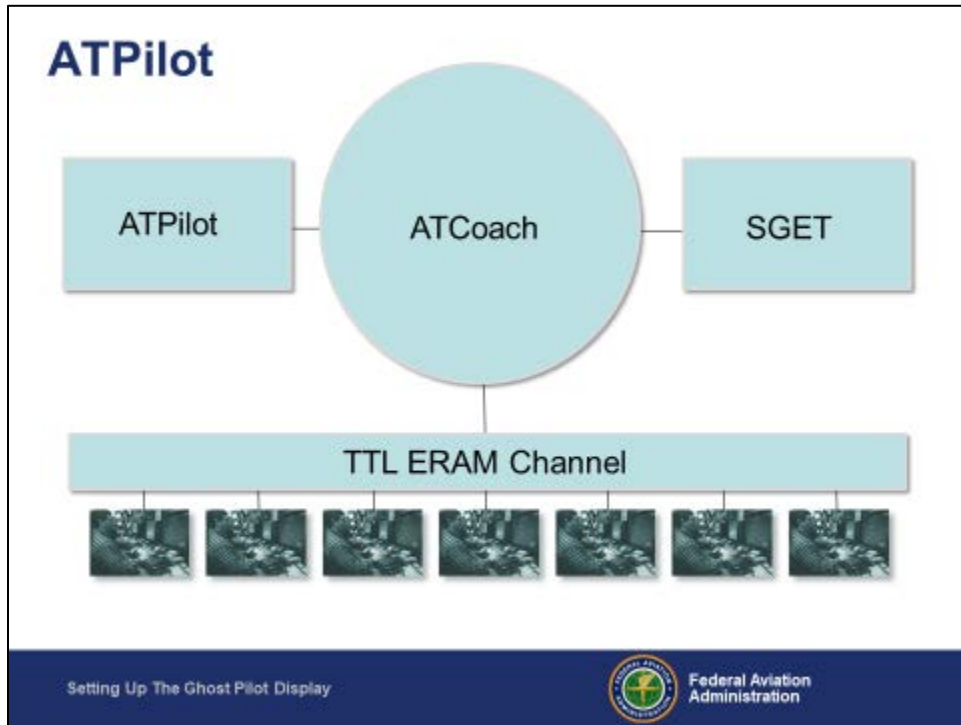 ATPilot
ATPilot
ATCoach
SGET
TTL ERAM Channel
Setting Up The Ghost Pilot Display
Federal Aviation
Administration